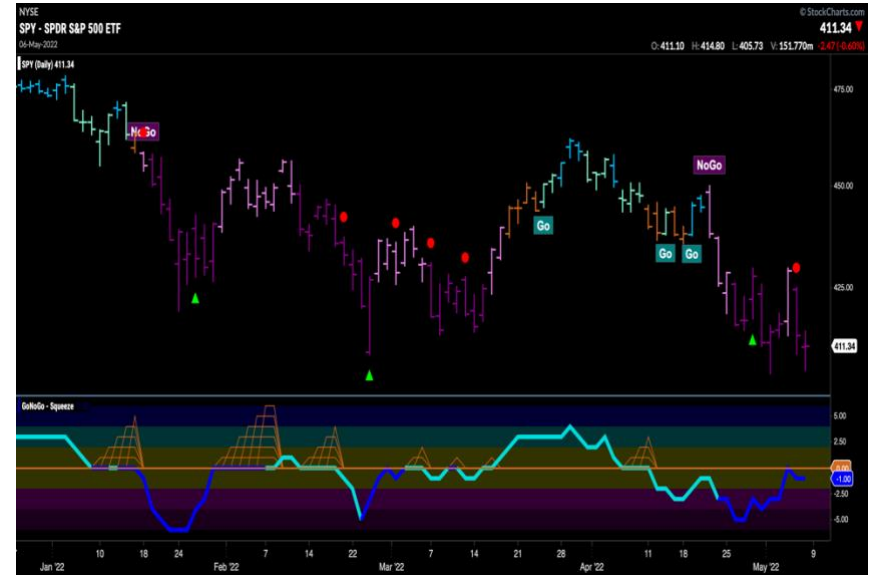 NYSE
© StockCharts.com
SPY - SPDR S&P 500 ETF
411.34
06-May-2022
O: 411.10 H: 414.80 L: 405.73 V: 151.770m -2.47 (-0.60%)
SPY (Daily) 411.34
475.00
NoGo
NoGo
450.00
Go
Go
Go
425.00
411.34
GoNoGo - Squeeze
5.00
2.50
0.00
-1.00
-2.50
-5.00
10 18 24 7 14 22 7 14 21 28 11 18 25 9
Jan '22 Feb '22 Mar '22 Apr '22 May '22